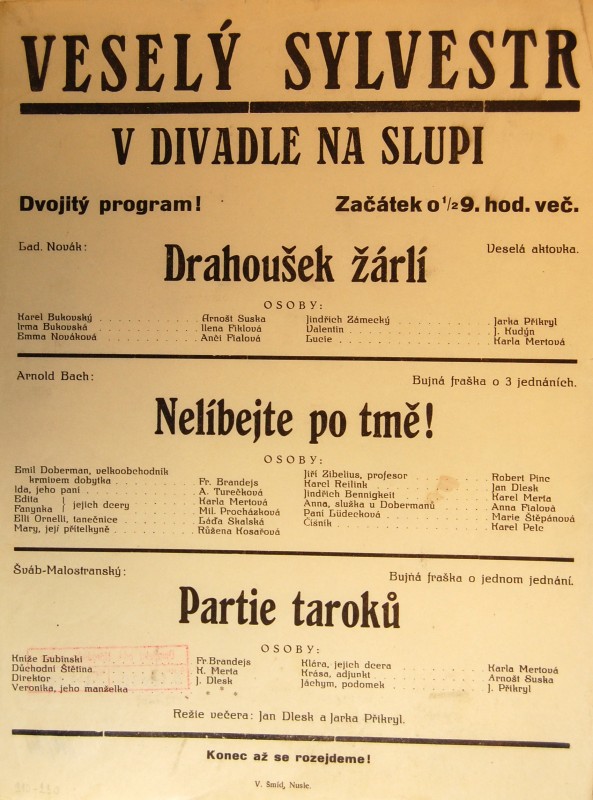 VESELÝ SYLVESTR
V DIVADLE NA SLUPI
Dvojitý program! Začátek o 1/2 9. hod. več.
Lad. Novák: Veselá aktovka.
Drahoušek žárlí
OSOBY:
Karel Bukovský . . . . . Arnošt Suska Jindřich Zámecký . . . . . Jarka Přikryl
Irma Bukovská . . . . . Ilena Fiklová Valentin . . . . . J. Kudýn
Emma Nováková . . . . . Anči Fialová Lucie . . . . . Karla Mertová
Arnold Bach: Bujná fraška o 3 jednáních.
Nelíbejte po tmě!
OSOBY:
Emil Doberman, velkoobchodník
krmivem dobytka . . . . . Fr. Brandejs
Ida, jeho paní . . . . . A. Turečková
Edita } jejich dcery . . . . . Karla Mertová
Fanynka } Mil. Procházková
Elli Ornelli, tanečnice . . . . . Láďa Skalská
Mary, její přítelkyně . . . . . Růžena Kosařová
Jiří Zibelius, profesor . . . . . Robert Pinc
Karel Reilink . . . . . Jan Dlesk
Jindřich Bennigkeit . . . . . Karel Merta
Anna, služka u Dobermanů . . . . . Anna Fialová
Paní Lüdecková . . . . . Marie Štěpánová
Číšník . . . . . Karel Pelc
Šváb-Malostranský: Bujná fraška o jednom jednání.
Partie taroků
OSOBY:
Kníže Lubinski . . . . . Fr. Brandejs Klára, jejich dcera . . . . . Karla Mertová
Důchodní Štětina . . . . . K. Merta Krása, adjunkt . . . . . Arnošt Suska
Direktor . . . . . J. Dlesk Jáchym, podomek . . . . . J. Přikryl
Veronika, jeho manželka * * *
Režie večera: Jan Dlesk a Jarka Přikryl.
Konec až se rozejdeme!
V. Šmíd, Nusle.